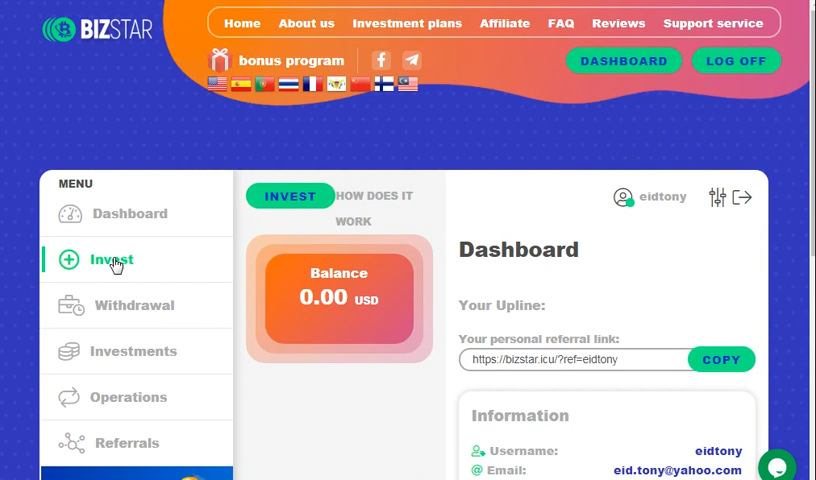 BIZSTAR
Home About us Investment plans Affiliate FAQ Reviews Support service
bonus program
DASHBOARD LOG OFF
MENU
Dashboard
Invest
Withdrawal
Investments
Operations
Referrals
INVEST HOW DOES IT
WORK
Balance
0.00 USD
eidtony
Dashboard
Your Upline:
Your personal referral link:
https://bizstar.icu/?ref=eidtony COPY
Information
Username: eidtony
Email: eid.tony@yahoo.com